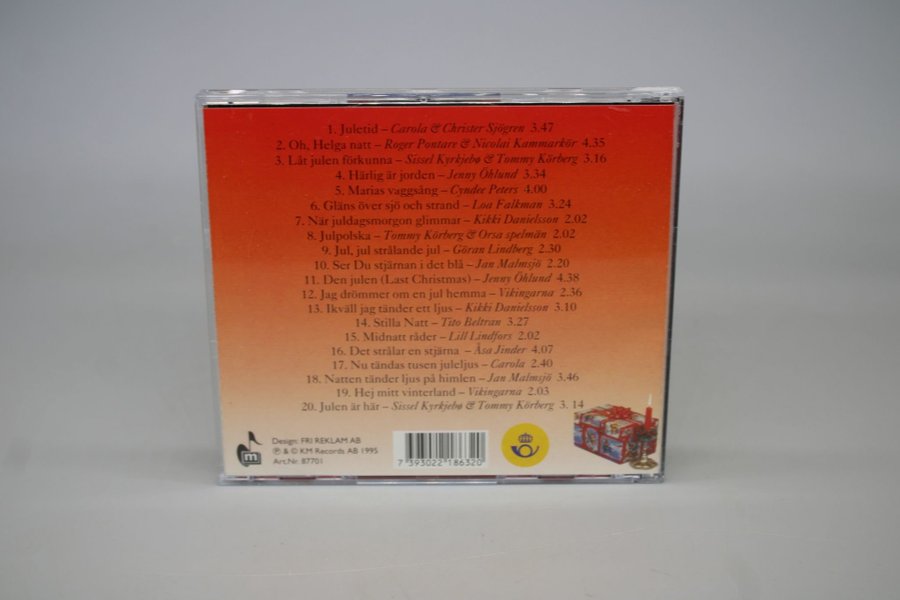 1. Juletid – Carola & Christer Sjögren 3.47
2. Oh, Helga natt – Roger Pontare & Nicolai Kammarkör 4.35
3. Låt julen förkunna – Sissel Kyrkjebø & Tommy Körberg 3.16
4. Härlig är jorden – Jenny Öhlund 3.34
5. Marias vaggsång – Cyndee Peters 4.00
6. Gläns över sjö och strand – Loa Falkman 3.24
7. När juldagsmorgon glimmar – Kikki Danielsson 2.02
8. Julpolska – Tommy Körberg & Orsa spelmän 2.02
9. Jul, jul strålande jul – Göran Lindberg 2.30
10. Ser Du stjärnan i det blå – Jan Malmsjö 2.20
11. Den julen (Last Christmas) – Jenny Öhlund 4.38
12. Jag drömmer om en jul hemma – Vikingarna 2.36
13. Ikväll jag tänder ett ljus – Kikki Danielsson 3.10
14. Stilla Natt – Tito Beltran 3.27
15. Midnatt råder – Lill Lindfors 2.02
16. Det strålar en stjärna – Åsa Jinder 4.07
17. Nu tändas tusen juleljus – Carola 2.40
18. Natten tänder ljus på himlen – Jan Malmsjö 3.46
19. Hej mitt vinterland – Vikingarna 2.03
20. Julen är här – Sissel Kyrkjebø & Tommy Körberg 3. 14
m
Design: FRI REKLAM AB
℗ & © KM Records AB 1995
Art.Nr. 87701
7 393022 186320